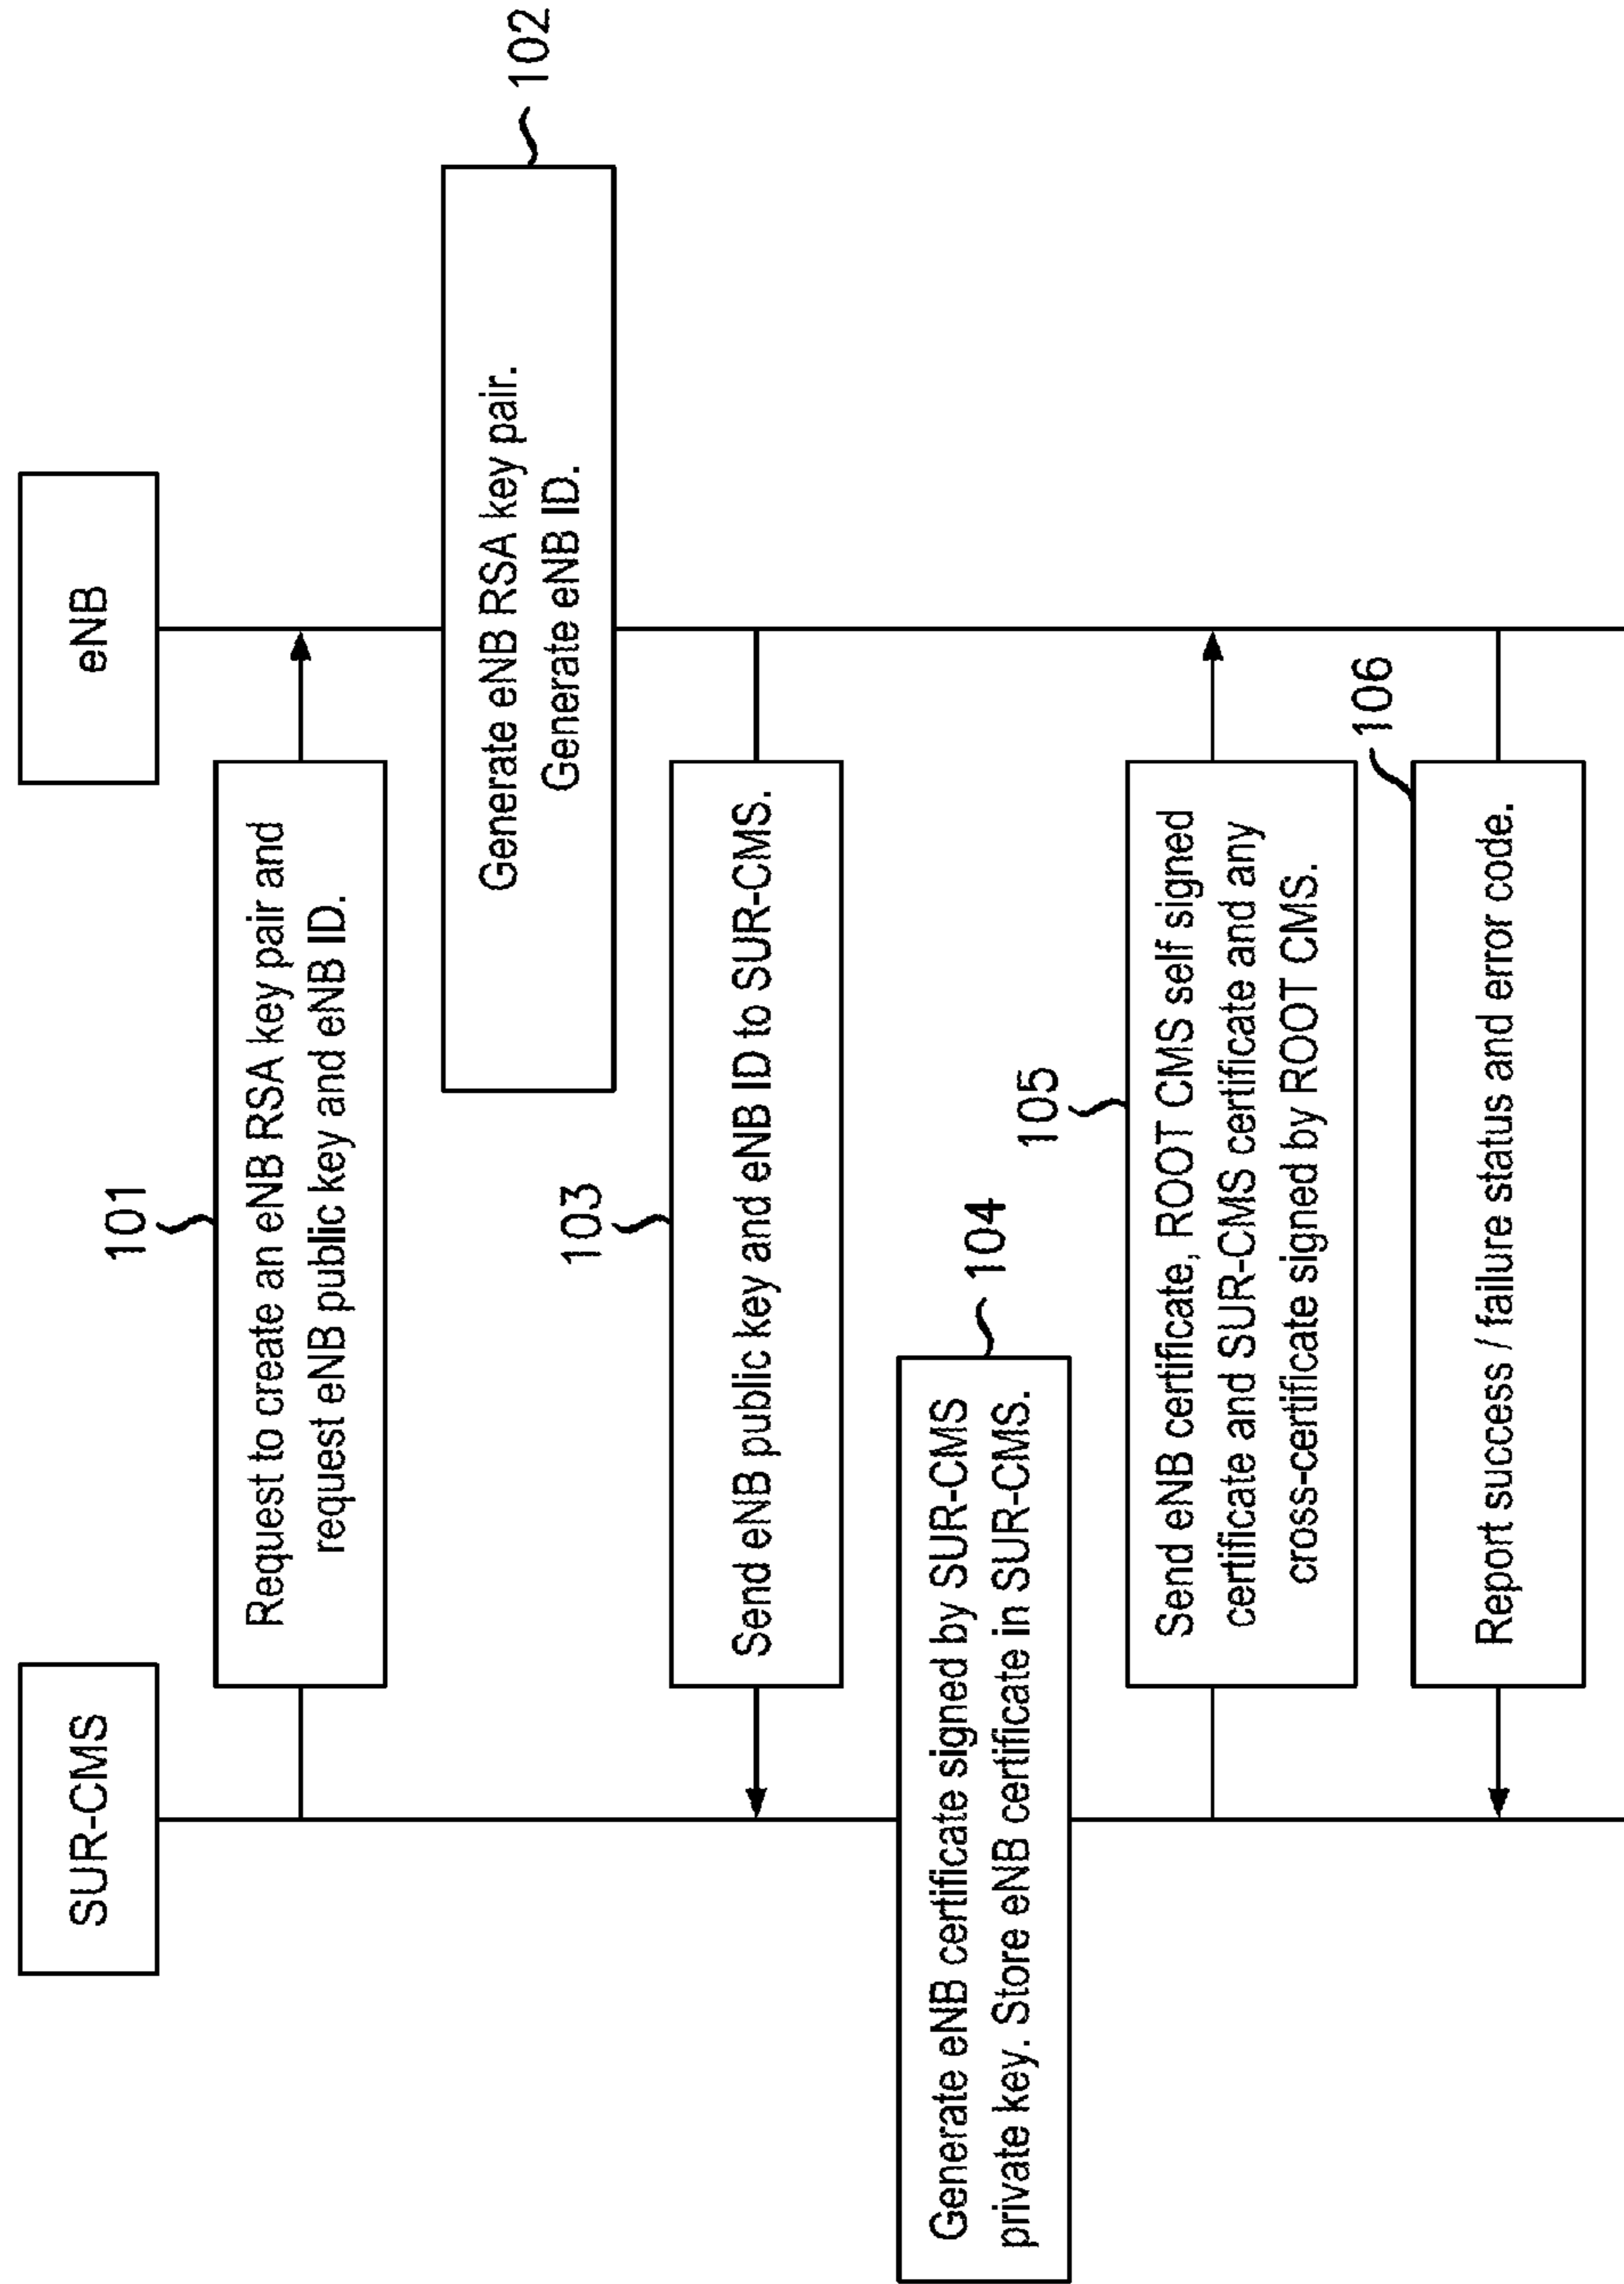 SUR-CMS
eNB
101
Request to create an eNB RSA key pair and
request eNB public key and eNB ID.
102
Generate eNB RSA key pair.
Generate eNB ID.
103
Send eNB public key and eNB ID to SUR-CMS.
104
Generate eNB certificate signed by SUR-CMS
private key. Store eNB certificate in SUR-CMS.
105
Send eNB certificate, ROOT CMS self signed
certificate and SUR-CMS certificate and any
cross-certificate signed by ROOT CMS.
106
Report success / failure status and error code.